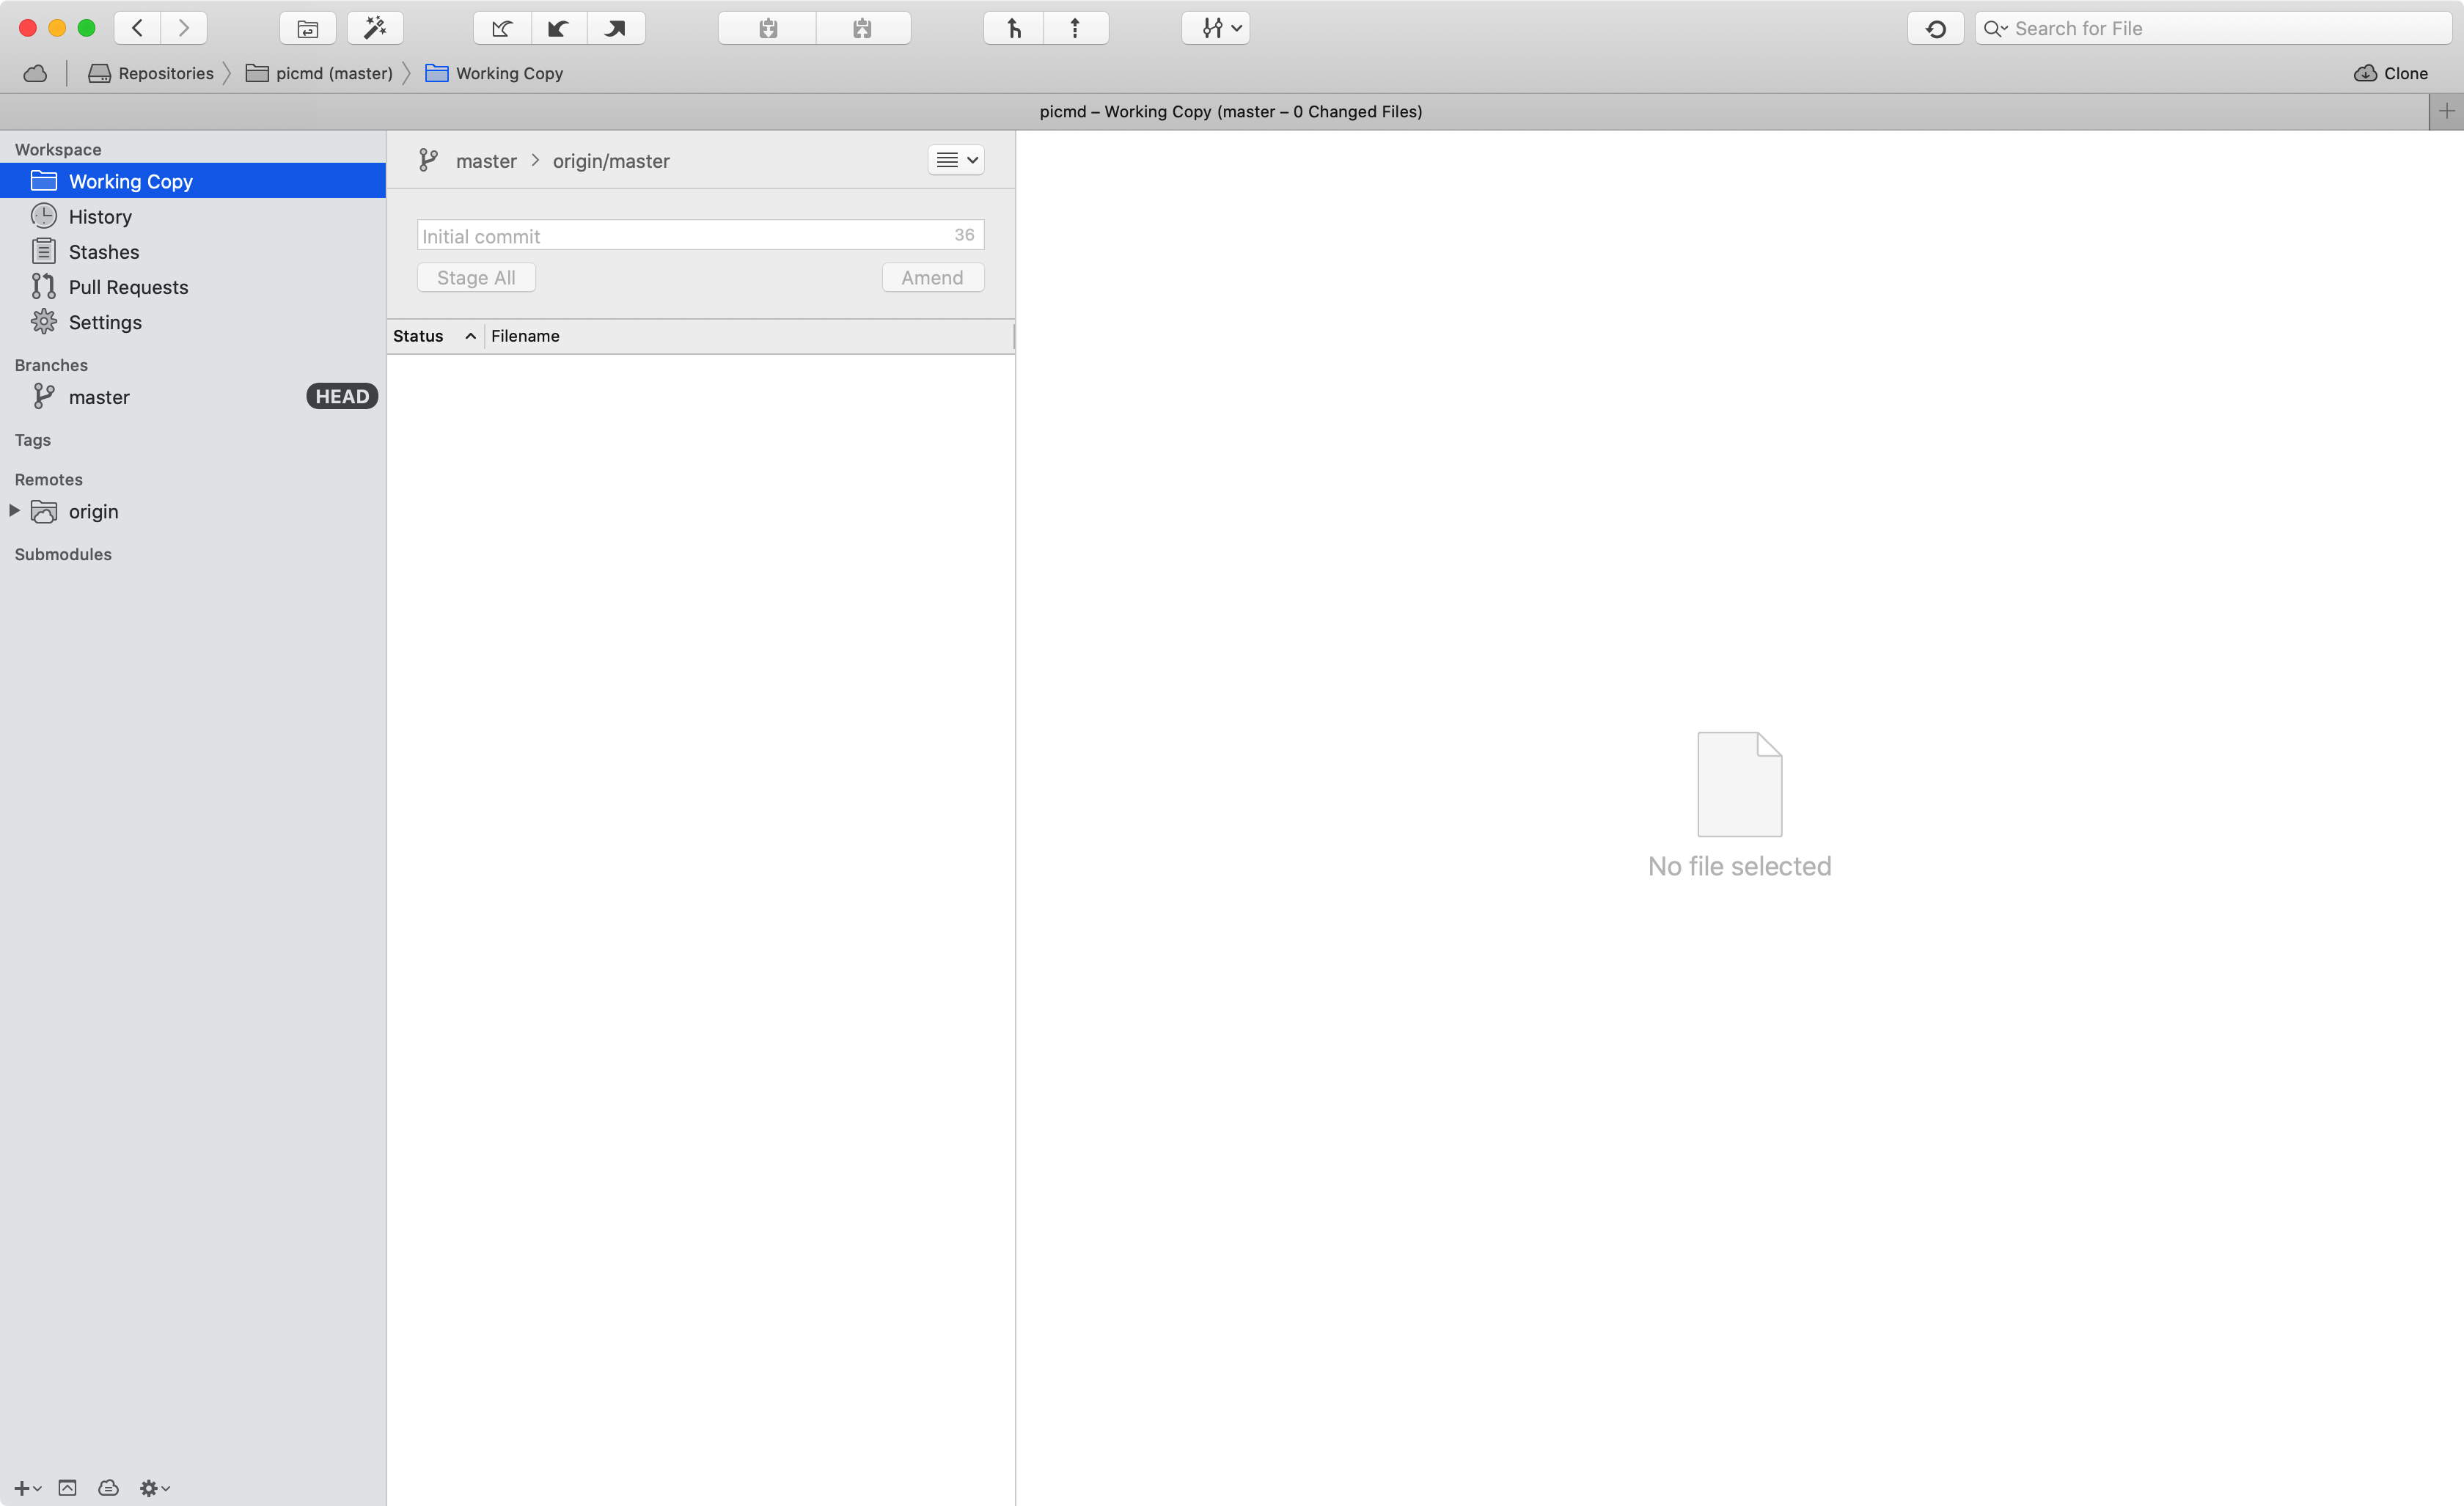 Search for File
Repositories picmd (master) Working Copy Clone
picmd – Working Copy (master – 0 Changed Files)
Workspace
Working Copy
History
Stashes
Pull Requests
Settings
Branches
master HEAD
Tags
Remotes
origin
Submodules
master > origin/master
Initial commit 36
Stage All Amend
Status Filename
No file selected